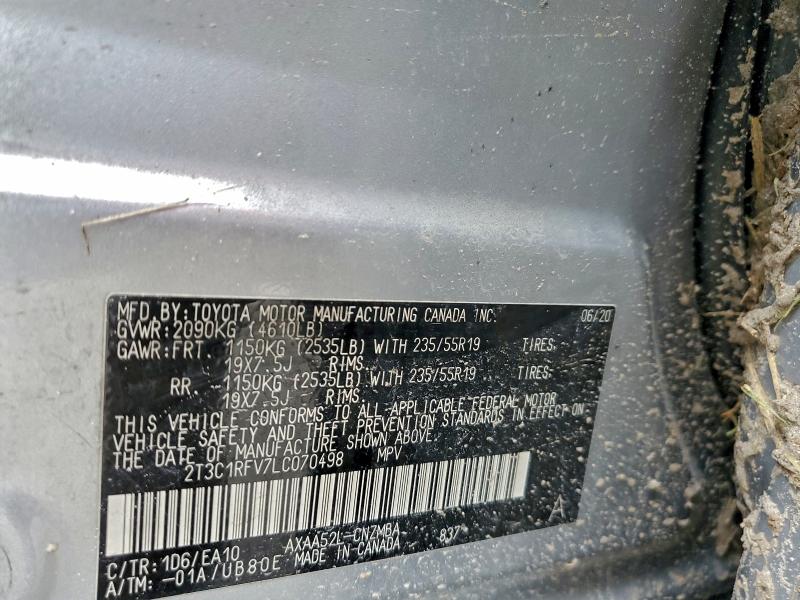 MFD. BY: TOYOTA MOTOR MANUFACTURING CANADA INC. 06/20
GVWR: 2090KG (4610LB)
GAWR: FRT. 1150KG (2535LB) WITH 235/55R19 TIRES
19X7.5J RIMS
RR. 1150KG (2535LB) WITH 235/55R19 TIRES
19X7.5J RIMS
THIS VEHICLE CONFORMS TO ALL APPLICABLE FEDERAL MOTOR
VEHICLE SAFETY AND THEFT PREVENTION STANDARDS IN EFFECT ON
THE DATE OF MANUFACTURE SHOWN ABOVE.
2T3C1RFV7LC070498 MPV
C/TR: 1D6/EA10 AXAA52L-CNZMBA 837 A
A/TM: -01A/UB80E MADE IN CANADA